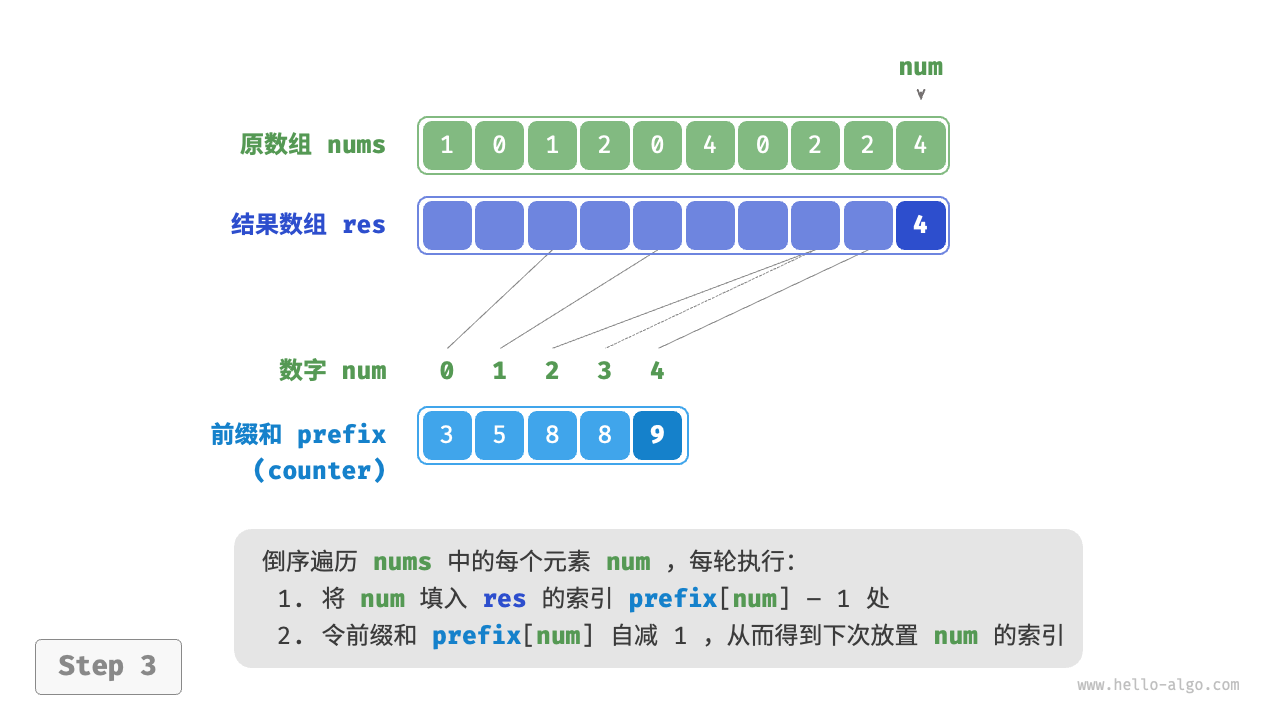 num
原数组 nums 1 0 1 2 0 4 0 2 2 4
结果数组 res 4
数字 num 0 1 2 3 4
前缀和 prefix 3 5 8 8 9
(counter)
倒序遍历 nums 中的每个元素 num ，每轮执行：
1. 将 num 填入 res 的索引 prefix[num] – 1 处
2. 令前缀和 prefix[num] 自减 1 ，从而得到下次放置 num 的索引
Step 3
www.hello-algo.com